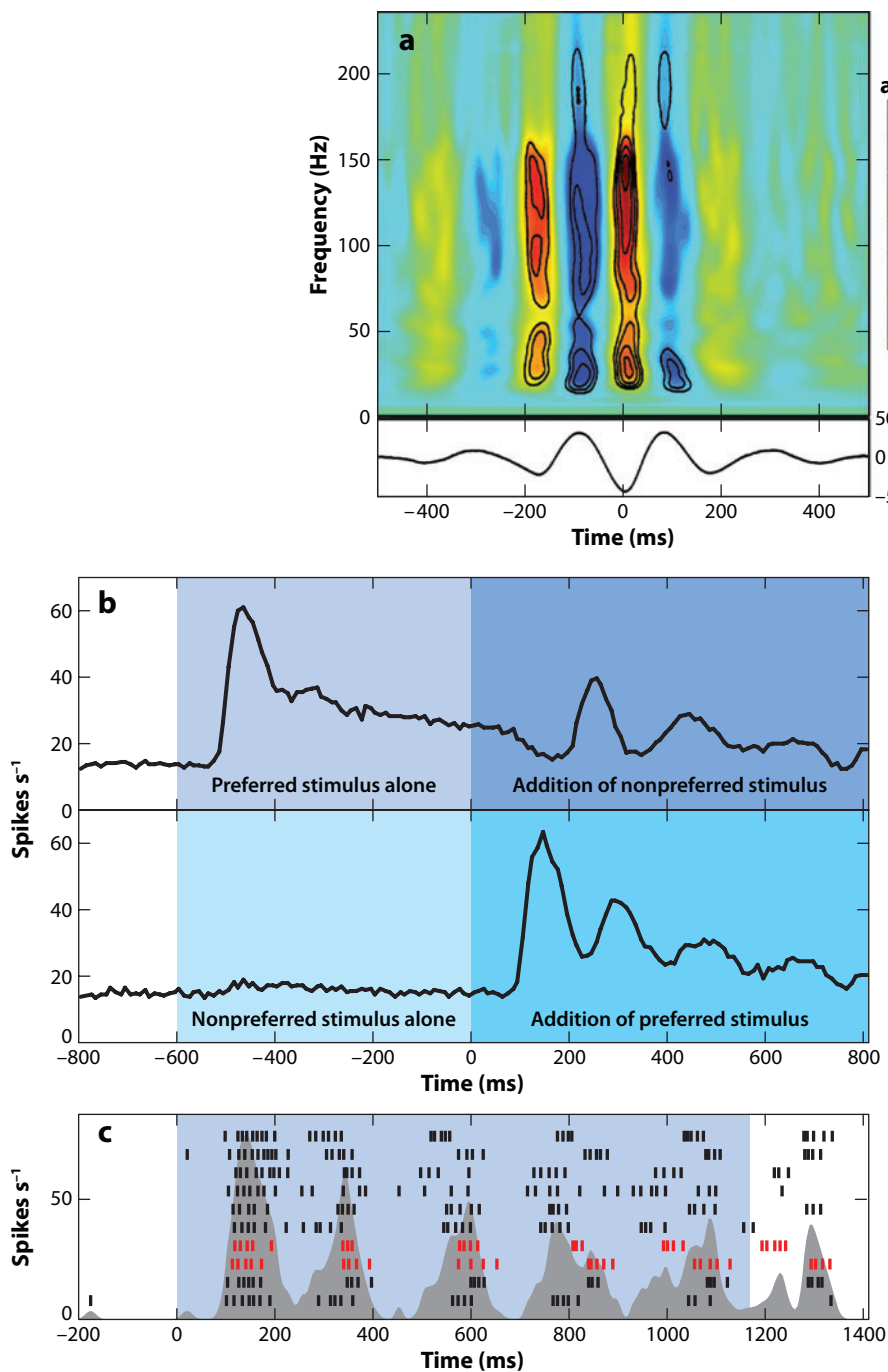 a
a
200
150
100
50
0
Frequency (Hz)
50
0
−5
−400 −200 0 200 400
Time (ms)
b
60
40
20
0
Preferred stimulus alone
Addition of nonpreferred stimulus
Spikes s⁻¹
60
40
20
0
Nonpreferred stimulus alone
Addition of preferred stimulus
−800 −600 −400 −200 0 200 400 600 800
Time (ms)
c
50
0
Spikes s⁻¹
−200 0 200 400 600 800 1000 1200 1400
Time (ms)